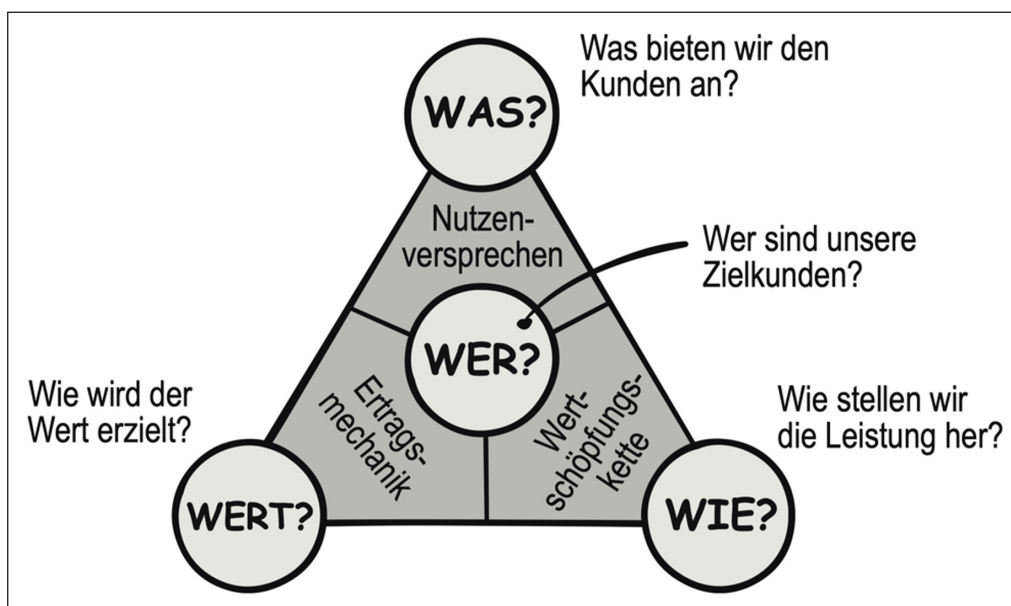 Was bieten wir den
Kunden an?
WAS?
Nutzen-
versprechen
Wer sind unsere
Zielkunden?
WER?
Wie wird der
Wert erzielt?
Ertrags-
mechanik
Wert-
schöpfungs-
kette
Wie stellen wir
die Leistung her?
WERT?
WIE?